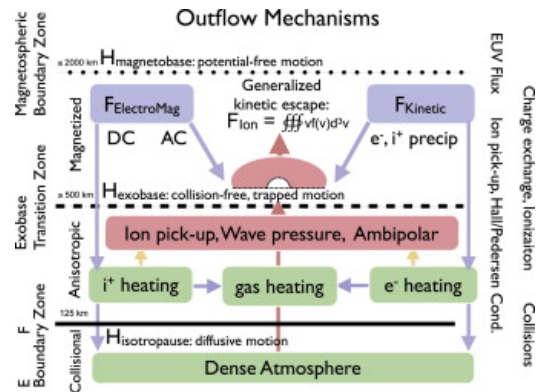 Outflow Mechanisms
≤ 2000 km
Hmagnetobase: potential-free motion
Generalized
kinetic escape:
FIon = ∭ vf(v)d³v
FElectroMag
DC AC
FKinetic
e-, i+ precip
≥ 500 km
Hexobase: collision-free, trapped motion
Ion pick-up, Wave pressure, Ambipolar
i+ heating
gas heating
e- heating
125 km
Hisotropause: diffusive motion
Dense Atmosphere
Magnetospheric
Boundary Zone
Magnetized
Exobase
Transition Zone
Anisotropic
E F
Boundary Zone
Collisional
EUV Flux
Ion pick-up, Hall/Pedersen Cond.
Charge exchange, Ionizaiton
Collisions